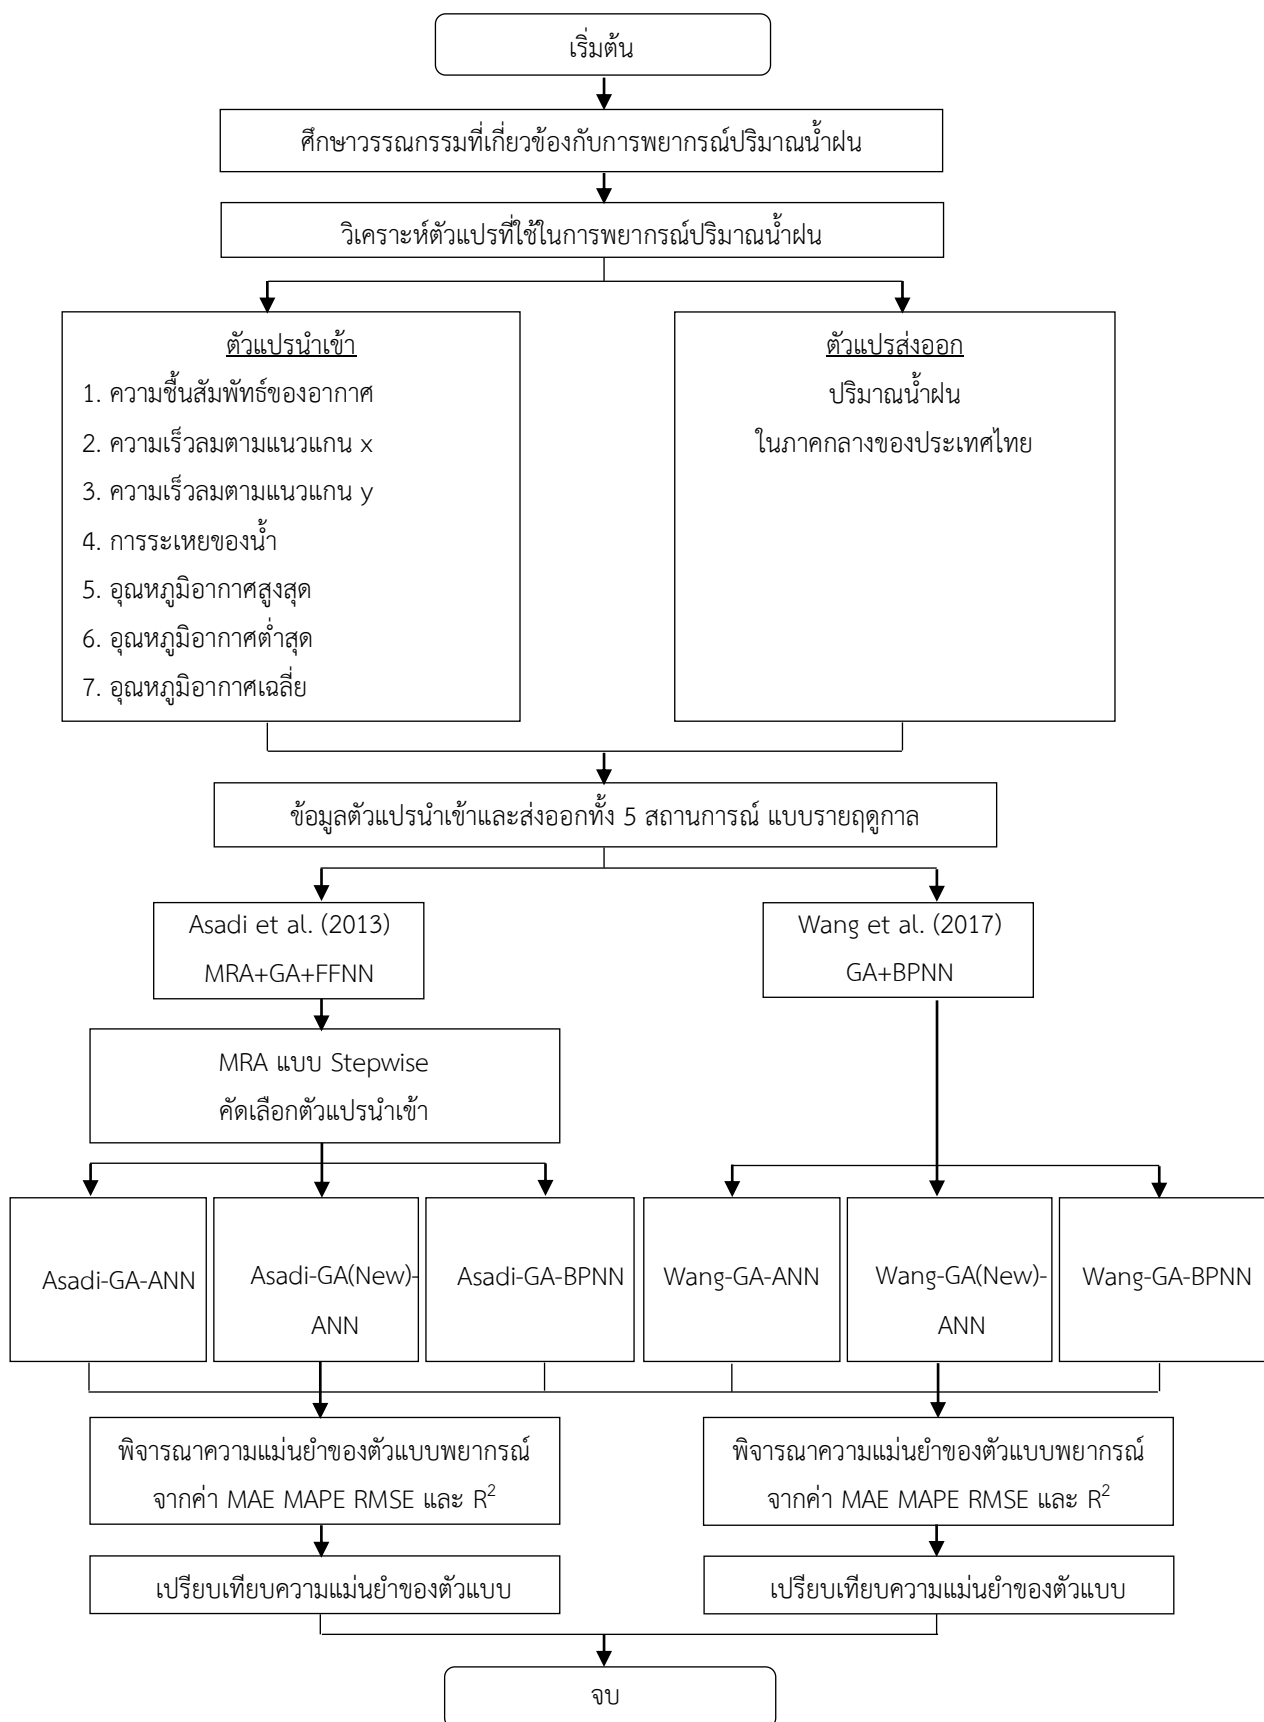 เริ่มต้น
ศึกษาวรรณกรรมที่เกี่ยวข้องกับการพยากรณ์ปริมาณน้ำฝน
วิเคราะห์ตัวแปรที่ใช้ในการพยากรณ์ปริมาณน้ำฝน
ตัวแปรนำเข้า
1. ความชื้นสัมพัทธ์ของอากาศ
2. ความเร็วลมตามแนวแกน x
3. ความเร็วลมตามแนวแกน y
4. การระเหยของน้ำ
5. อุณหภูมิอากาศสูงสุด
6. อุณหภูมิอากาศต่ำสุด
7. อุณหภูมิอากาศเฉลี่ย
ตัวแปรส่งออก
ปริมาณน้ำฝน
ในภาคกลางของประเทศไทย
ข้อมูลตัวแปรนำเข้าและส่งออกทั้ง 5 สถานการณ์ แบบรายฤดูกาล
Asadi et al. (2013)
MRA+GA+FFNN
Wang et al. (2017)
GA+BPNN
MRA แบบ Stepwise
คัดเลือกตัวแปรนำเข้า
Asadi-GA-ANN
Asadi-GA(New)-
ANN
Asadi-GA-BPNN
Wang-GA-ANN
Wang-GA(New)-
ANN
Wang-GA-BPNN
พิจารณาความแม่นยำของตัวแบบพยากรณ์
จากค่า MAE MAPE RMSE และ R²
พิจารณาความแม่นยำของตัวแบบพยากรณ์
จากค่า MAE MAPE RMSE และ R²
เปรียบเทียบความแม่นยำของตัวแบบ
เปรียบเทียบความแม่นยำของตัวแบบ
จบ